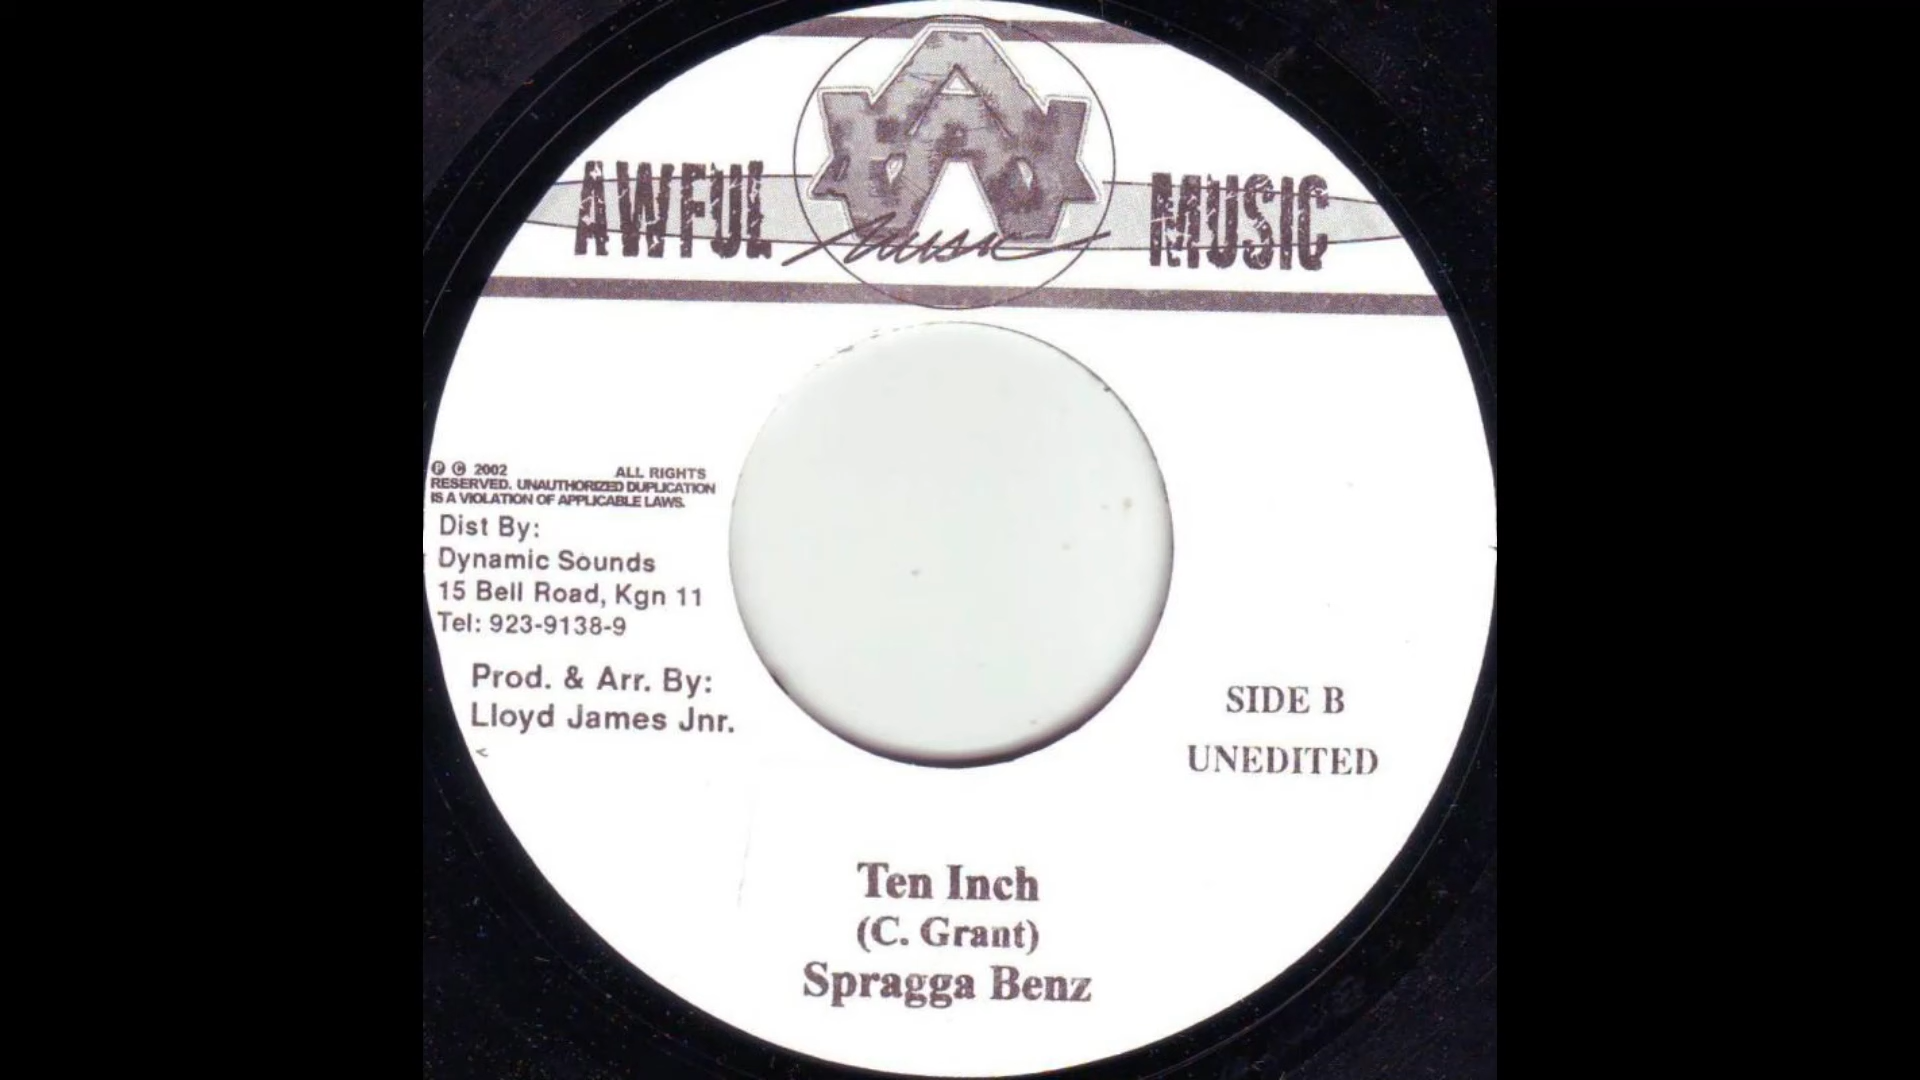 AWFUL MUSIC
Music
℗ © 2002 ALL RIGHTS
RESERVED. UNAUTHORIZED DUPLICATION
IS A VIOLATION OF APPLICABLE LAWS.
Dist By:
Dynamic Sounds
15 Bell Road, Kgn 11
Tel: 923-9138-9
Prod. & Arr. By:
Lloyd James Jnr.
SIDE B
UNEDITED
Ten Inch
(C. Grant)
Spragga Benz